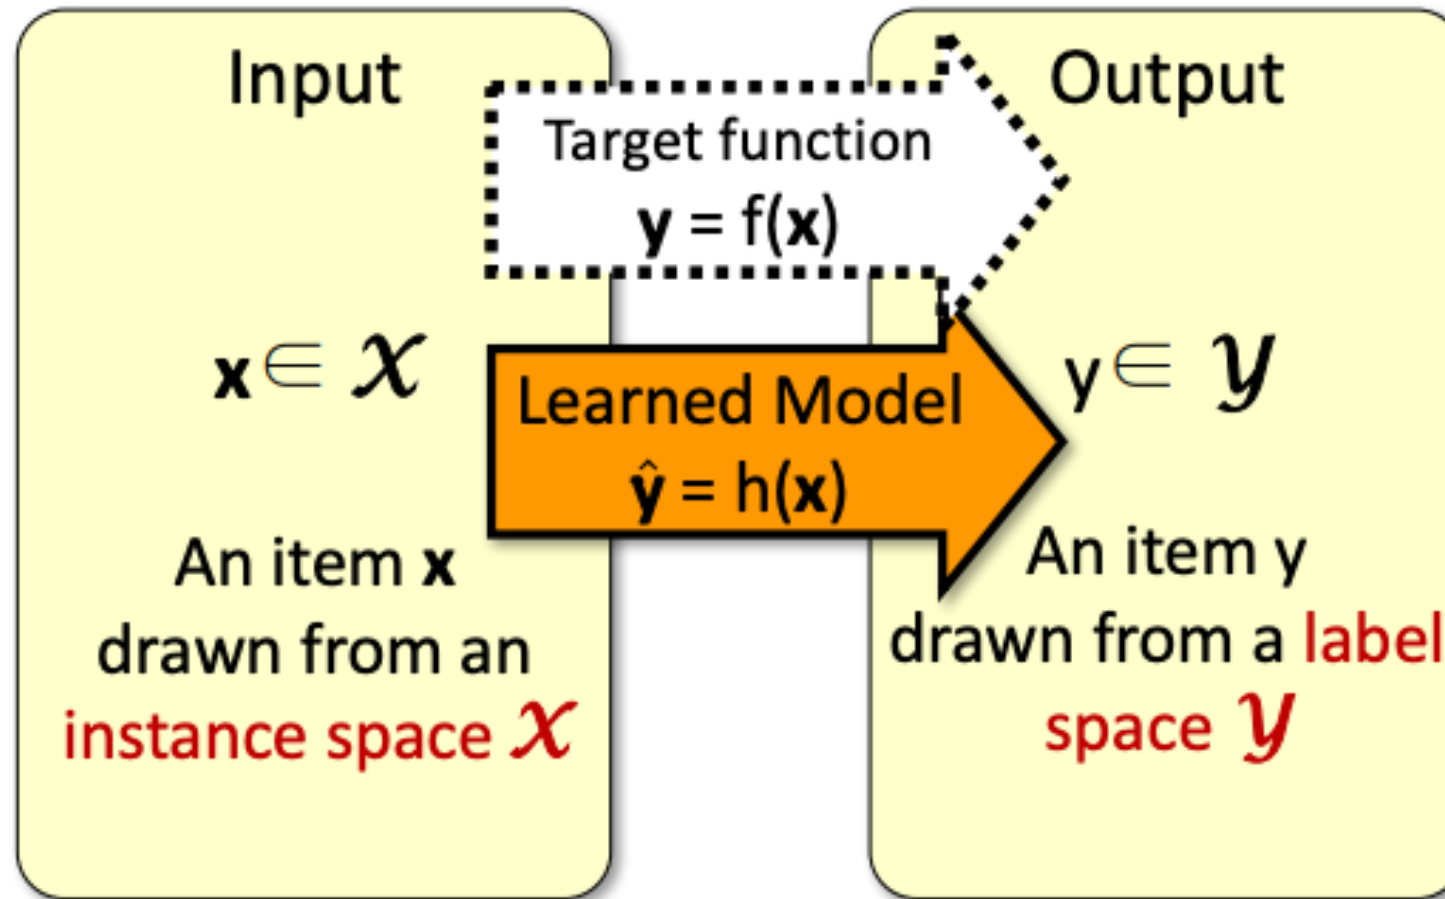 Input
x ∈ 𝒳
An item x
drawn from an
instance space 𝒳
Target function
y = f(x)
Learned Model
ŷ = h(x)
Output
y ∈ 𝒴
An item y
drawn from a label
space 𝒴